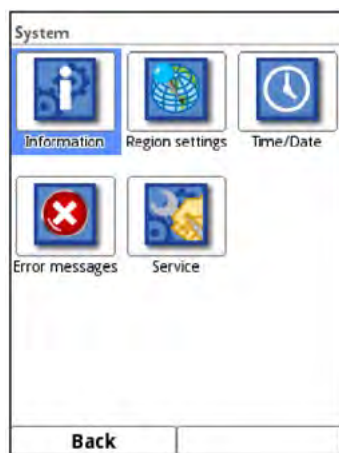 System
Information Region settings Time/Date
Error messages Service
Back